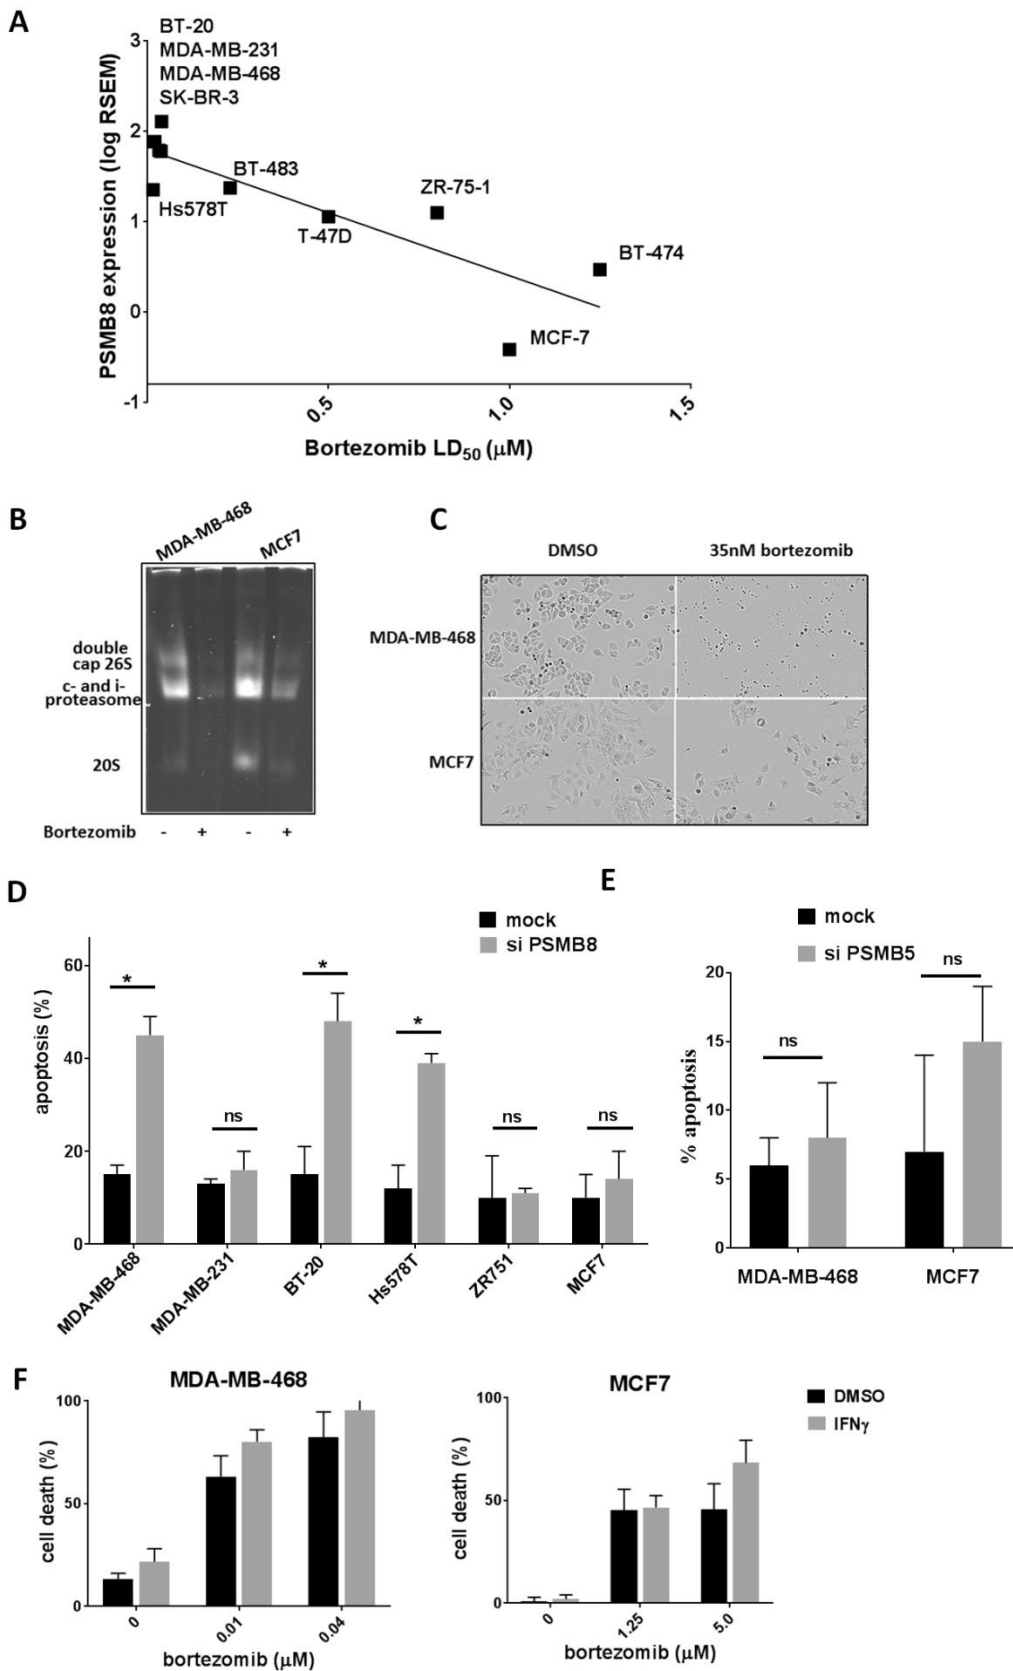 A
PSMB8 expression (log RSEM)
3
2
1
0
-1
BT-20
MDA-MB-231
MDA-MB-468
SK-BR-3
Hs578T
BT-483
T-47D
ZR-75-1
BT-474
MCF-7
0.5
1.0
1.5
Bortezomib LD50 (µM)
B
MDA-MB-468
MCF7
double
cap 26S
c- and i-
proteasome
20S
Bortezomib - + - +
C
DMSO
35nM bortezomib
MDA-MB-468
MCF7
D
mock
si PSMB8
apoptosis (%)
60
40
20
0
*
ns
*
*
ns
ns
MDA-MB-468
MDA-MB-231
BT-20
Hs578T
ZR751
MCF7
E
mock
si PSMB5
% apoptosis
20
15
10
5
0
ns
ns
MDA-MB-468
MCF7
F
MDA-MB-468
cell death (%)
100
50
0
0
0.01
0.04
bortezomib (µM)
MCF7
cell death (%)
100
50
0
0
1.25
5.0
bortezomib (µM)
DMSO
IFNγ